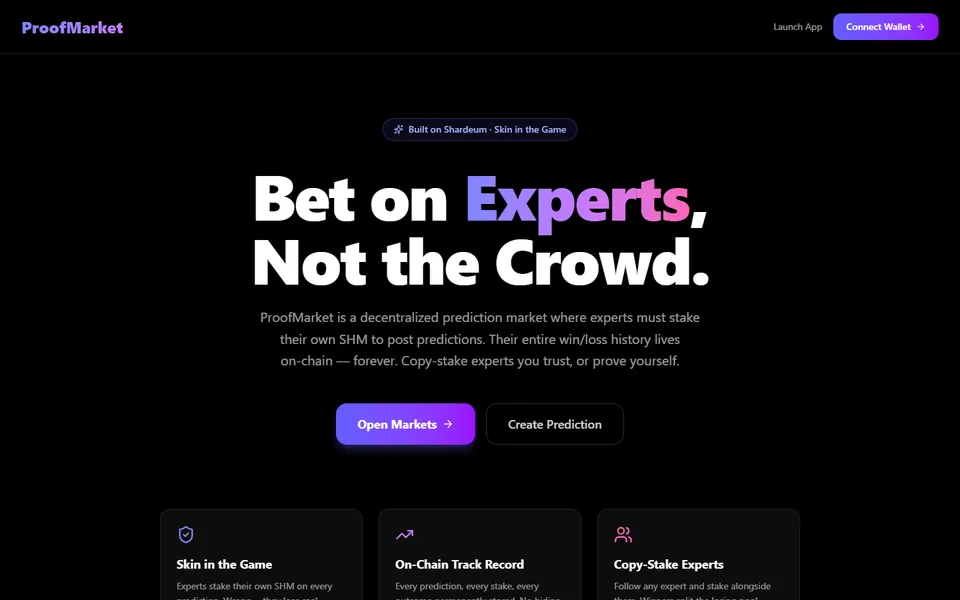 ProofMarket
Launch App
Connect Wallet →
Built on Shardeum · Skin in the Game
Bet on Experts,
Not the Crowd.
ProofMarket is a decentralized prediction market where experts must stake
their own SHM to post predictions. Their entire win/loss history lives
on-chain — forever. Copy-stake experts you trust, or prove yourself.
Open Markets →
Create Prediction
Skin in the Game
Experts stake their own SHM on every
On-Chain Track Record
Every prediction, every stake, every
Copy-Stake Experts
Follow any expert and stake alongside